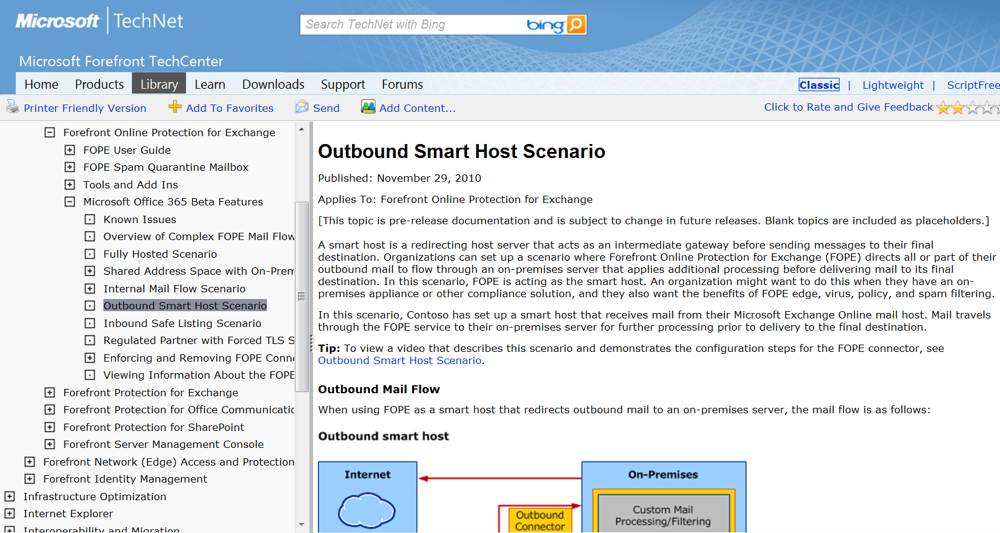 Microsoft | TechNet
Search TechNet with Bing
bing
Microsoft Forefront TechCenter
Home Products Library Learn Downloads Support Forums
Classic | Lightweight | ScriptFree
Printer Friendly Version Add To Favorites Send Add Content...
Click to Rate and Give Feedback
Forefront Online Protection for Exchange
FOPE User Guide
FOPE Spam Quarantine Mailbox
Tools and Add Ins
Microsoft Office 365 Beta Features
Known Issues
Overview of Complex FOPE Mail Flow
Fully Hosted Scenario
Shared Address Space with On-Prem
Internal Mail Flow Scenario
Outbound Smart Host Scenario
Inbound Safe Listing Scenario
Regulated Partner with Forced TLS S
Enforcing and Removing FOPE Conne
Viewing Information About the FOPE
Forefront Protection for Exchange
Forefront Protection for Office Communicatio
Forefront Protection for SharePoint
Forefront Server Management Console
Forefront Network (Edge) Access and Protection
Forefront Identity Management
Infrastructure Optimization
Internet Explorer
Interoperability and Migration
Outbound Smart Host Scenario
Published: November 29, 2010
Applies To: Forefront Online Protection for Exchange
[This topic is pre-release documentation and is subject to change in future releases. Blank topics are included as placeholders.]
A smart host is a redirecting host server that acts as an intermediate gateway before sending messages to their final
destination. Organizations can set up a scenario where Forefront Online Protection for Exchange (FOPE) directs all or part of their
outbound mail to flow through an on-premises server that applies additional processing before delivering mail to its final
destination. In this scenario, FOPE is acting as the smart host. An organization might want to do this when they have an on-
premises appliance or other compliance solution, and they also want the benefits of FOPE edge, virus, policy, and spam filtering.
In this scenario, Contoso has set up a smart host that receives mail from their Microsoft Exchange Online mail host. Mail travels
through the FOPE service to their on-premises server for further processing prior to delivery to the final destination.
Tip: To view a video that describes this scenario and demonstrates the configuration steps for the FOPE connector, see
Outbound Smart Host Scenario.
Outbound Mail Flow
When using FOPE as a smart host that redirects outbound mail to an on-premises server, the mail flow is as follows:
Outbound smart host
Internet
On-Premises
Custom Mail
Processing/Filtering
Outbound
Connector